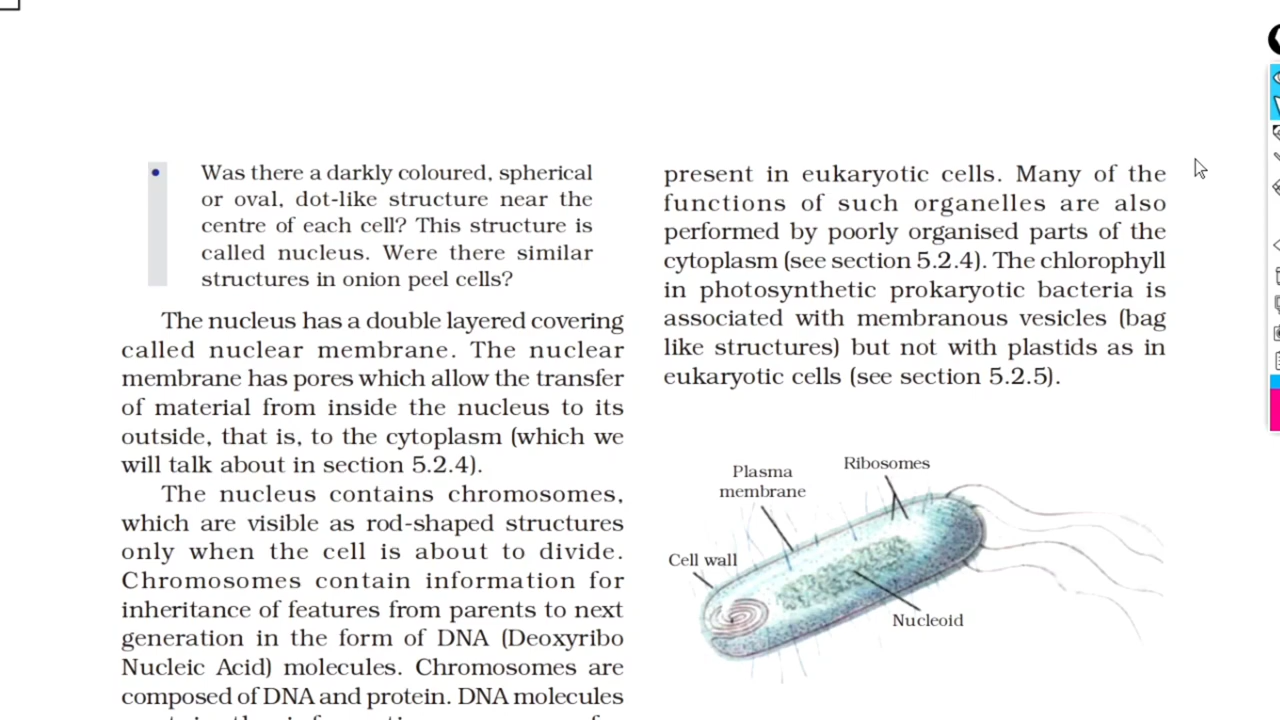 Was there a darkly coloured, spherical
or oval, dot-like structure near the
centre of each cell? This structure is
called nucleus. Were there similar
structures in onion peel cells?
The nucleus has a double layered covering
called nuclear membrane. The nuclear
membrane has pores which allow the transfer
of material from inside the nucleus to its
outside, that is, to the cytoplasm (which we
will talk about in section 5.2.4).
The nucleus contains chromosomes,
which are visible as rod-shaped structures
only when the cell is about to divide.
Chromosomes contain information for
inheritance of features from parents to next
generation in the form of DNA (Deoxyribo
Nucleic Acid) molecules. Chromosomes are
composed of DNA and protein. DNA molecules
present in eukaryotic cells. Many of the
functions of such organelles are also
performed by poorly organised parts of the
cytoplasm (see section 5.2.4). The chlorophyll
in photosynthetic prokaryotic bacteria is
associated with membranous vesicles (bag
like structures) but not with plastids as in
eukaryotic cells (see section 5.2.5).
Ribosomes
Plasma
membrane
Cell wall
Nucleoid